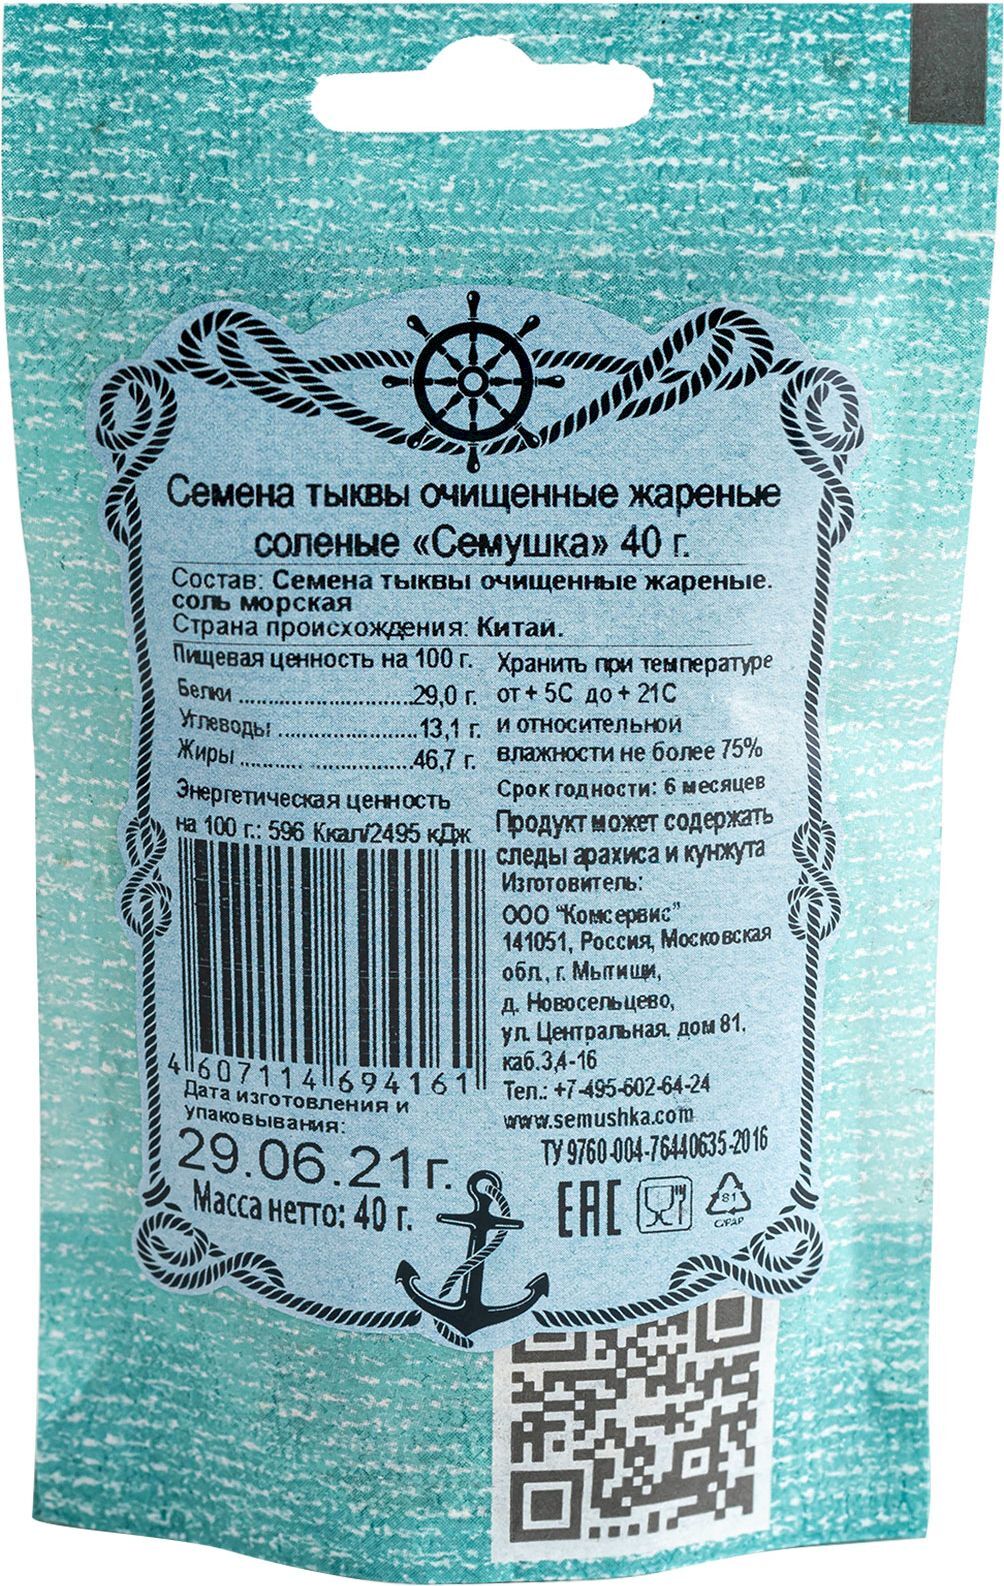 Семена тыквы очищенные жареные
соленые «Семушка» 40 г.
Состав: Семена тыквы очищенные жареные.
соль морская
Страна происхождения: Китай.
Пищевая ценность на 100 г.
Белки ............................29,0 г.
Углеводы ......................13,1 г.
Жиры ............................46,7 г.
Энергетическая ценность
на 100 г.: 596 Ккал/2495 кДж
4 607114 694161
Дата изготовления и
упаковывания:
29.06.21г.
Масса нетто: 40 г.
Хранить при температуре
от + 5С до + 21С
и относительной
влажности не более 75%
Срок годности: 6 месяцев
Продукт может содержать
следы арахиса и кунжута
Изготовитель:
ООО "Комсервис"
141051, Россия, Московская
обл., г. Мытищи,
д. Новосельцево,
ул. Центральная. дом 81,
каб.3,4-16
Тел.: +7-495-602-64-24
www.semushka.com
ТУ 9760-004-76440635-2016
EAC
81
C/PAP